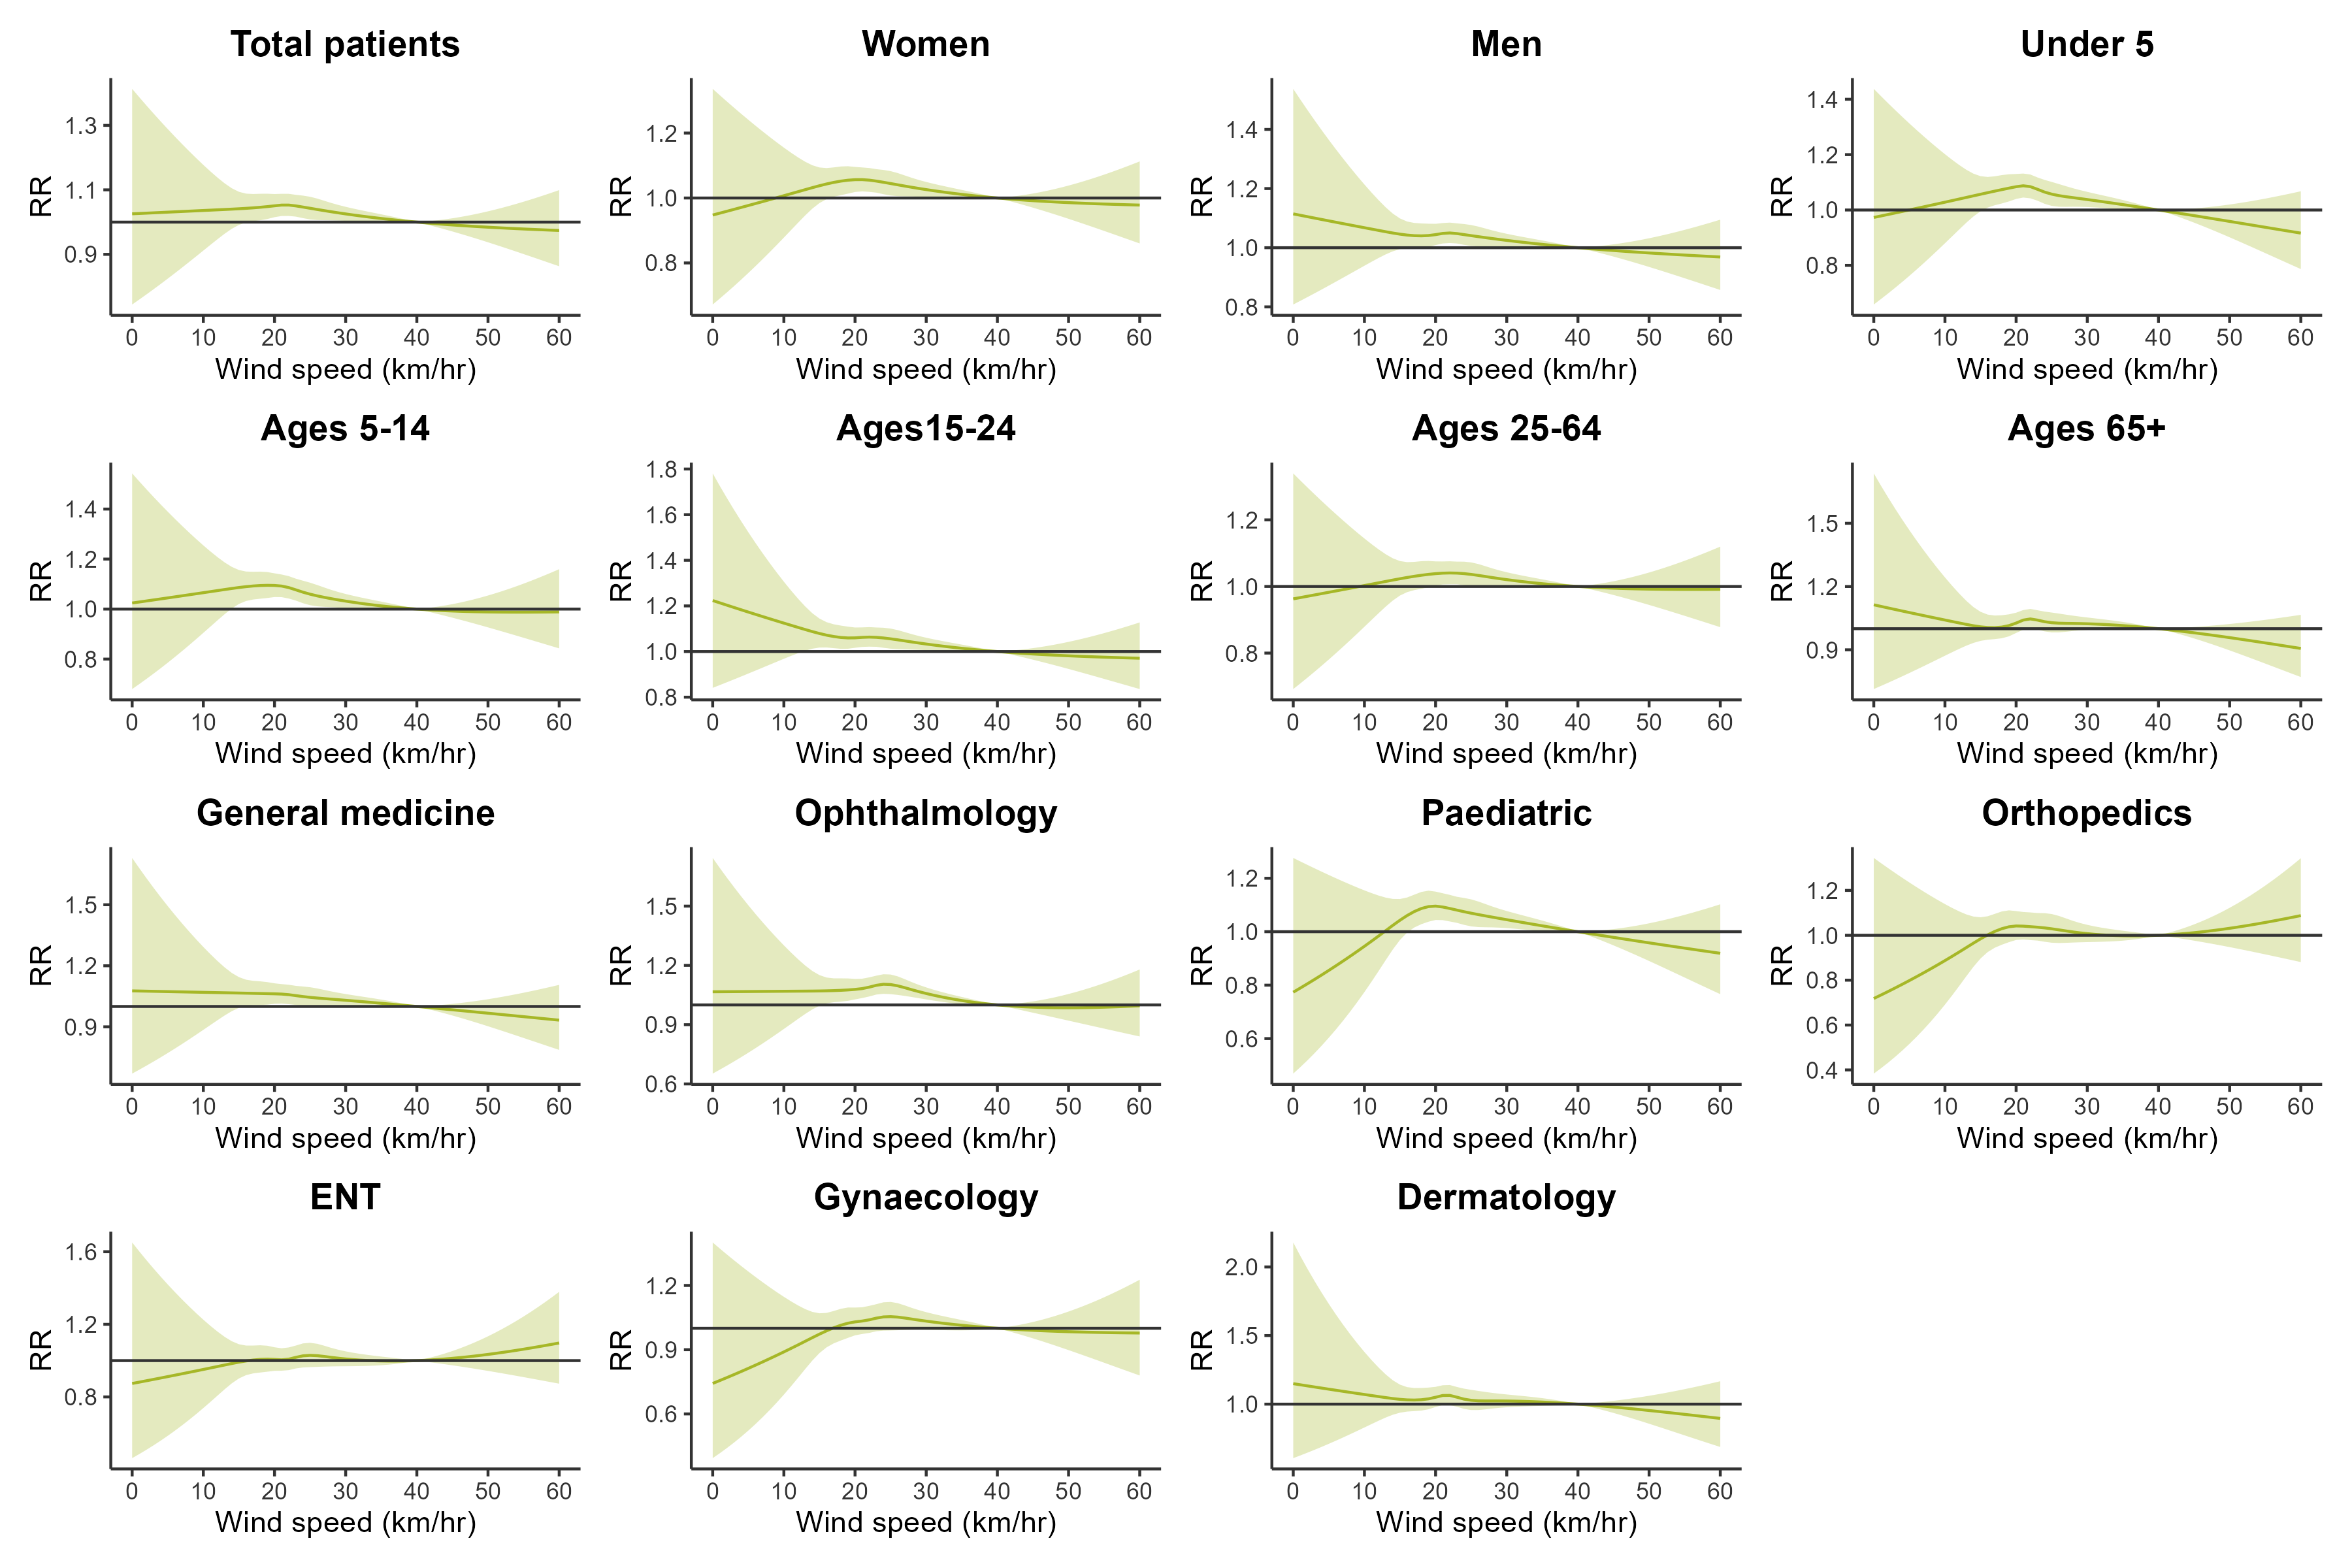 Total patients
RR
1.3
1.1
0.9
0 10 20 30 40 50 60
Wind speed (km/hr)
Women
RR
1.2
1.0
0.8
0 10 20 30 40 50 60
Wind speed (km/hr)
Men
RR
1.4
1.2
1.0
0.8
0 10 20 30 40 50 60
Wind speed (km/hr)
Under 5
RR
1.4
1.2
1.0
0.8
0 10 20 30 40 50 60
Wind speed (km/hr)
Ages 5-14
RR
1.4
1.2
1.0
0.8
0 10 20 30 40 50 60
Wind speed (km/hr)
Ages15-24
RR
1.8
1.6
1.4
1.2
1.0
0.8
0 10 20 30 40 50 60
Wind speed (km/hr)
Ages 25-64
RR
1.2
1.0
0.8
0 10 20 30 40 50 60
Wind speed (km/hr)
Ages 65+
RR
1.5
1.2
0.9
0 10 20 30 40 50 60
Wind speed (km/hr)
General medicine
RR
1.5
1.2
0.9
0 10 20 30 40 50 60
Wind speed (km/hr)
Ophthalmology
RR
1.5
1.2
0.9
0.6
0 10 20 30 40 50 60
Wind speed (km/hr)
Paediatric
RR
1.2
1.0
0.8
0.6
0 10 20 30 40 50 60
Wind speed (km/hr)
Orthopedics
RR
1.2
1.0
0.8
0.6
0.4
0 10 20 30 40 50 60
Wind speed (km/hr)
ENT
RR
1.6
1.2
0.8
0 10 20 30 40 50 60
Wind speed (km/hr)
Gynaecology
RR
1.2
0.9
0.6
0 10 20 30 40 50 60
Wind speed (km/hr)
Dermatology
RR
2.0
1.5
1.0
0 10 20 30 40 50 60
Wind speed (km/hr)